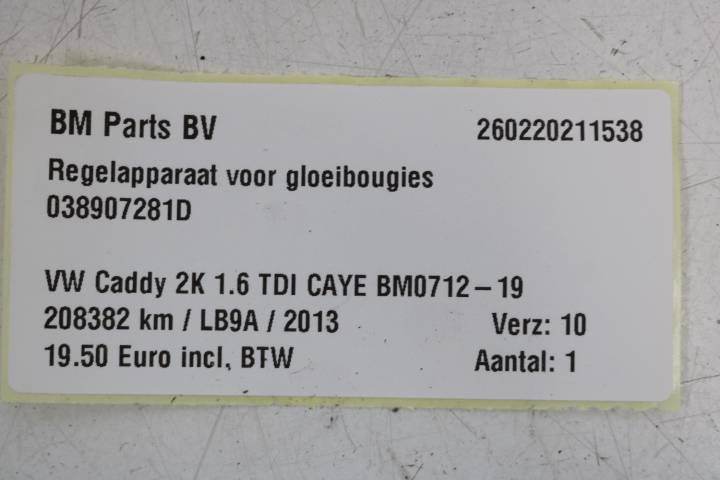 BM Parts BV 260220211538
Regelapparaat voor gloeibougies
038907281D
VW Caddy 2K 1.6 TDI CAYE BM0712-19
208382 km / LB9A / 2013 Verz: 10
19.50 Euro incl. BTW Aantal: 1